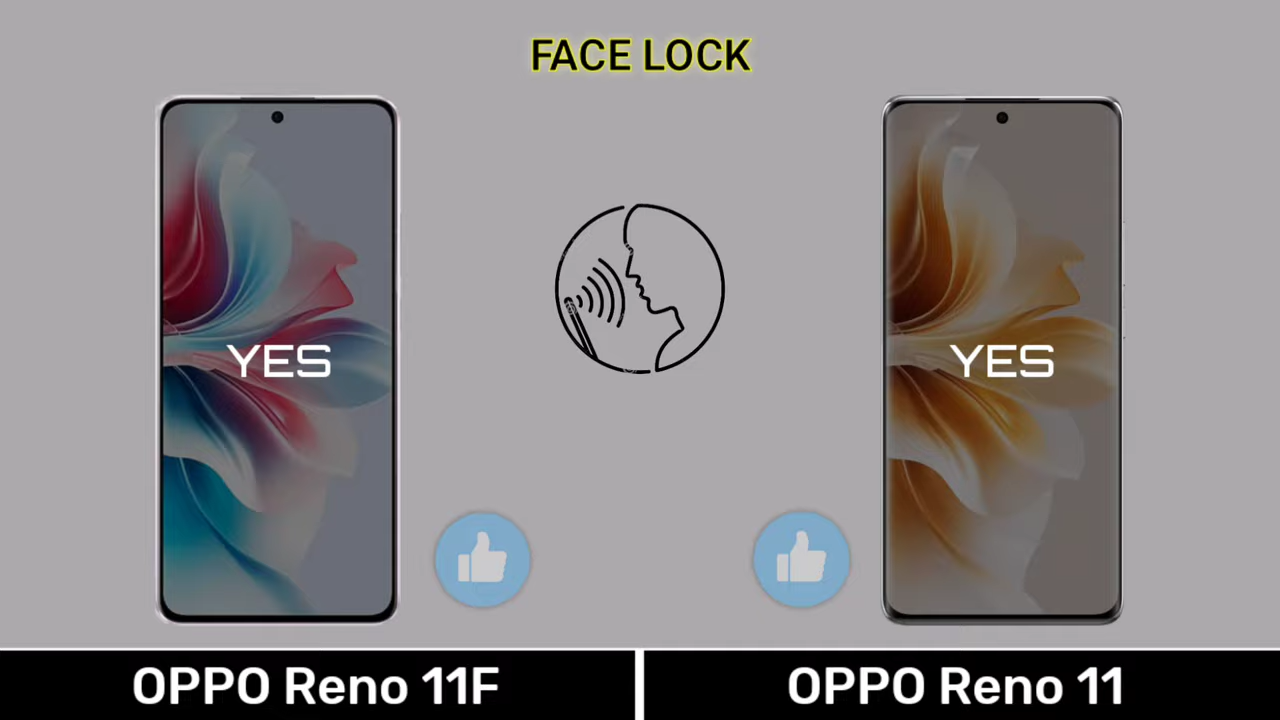 FACE LOCK
YES
YES
OPPO Reno 11F
OPPO Reno 11